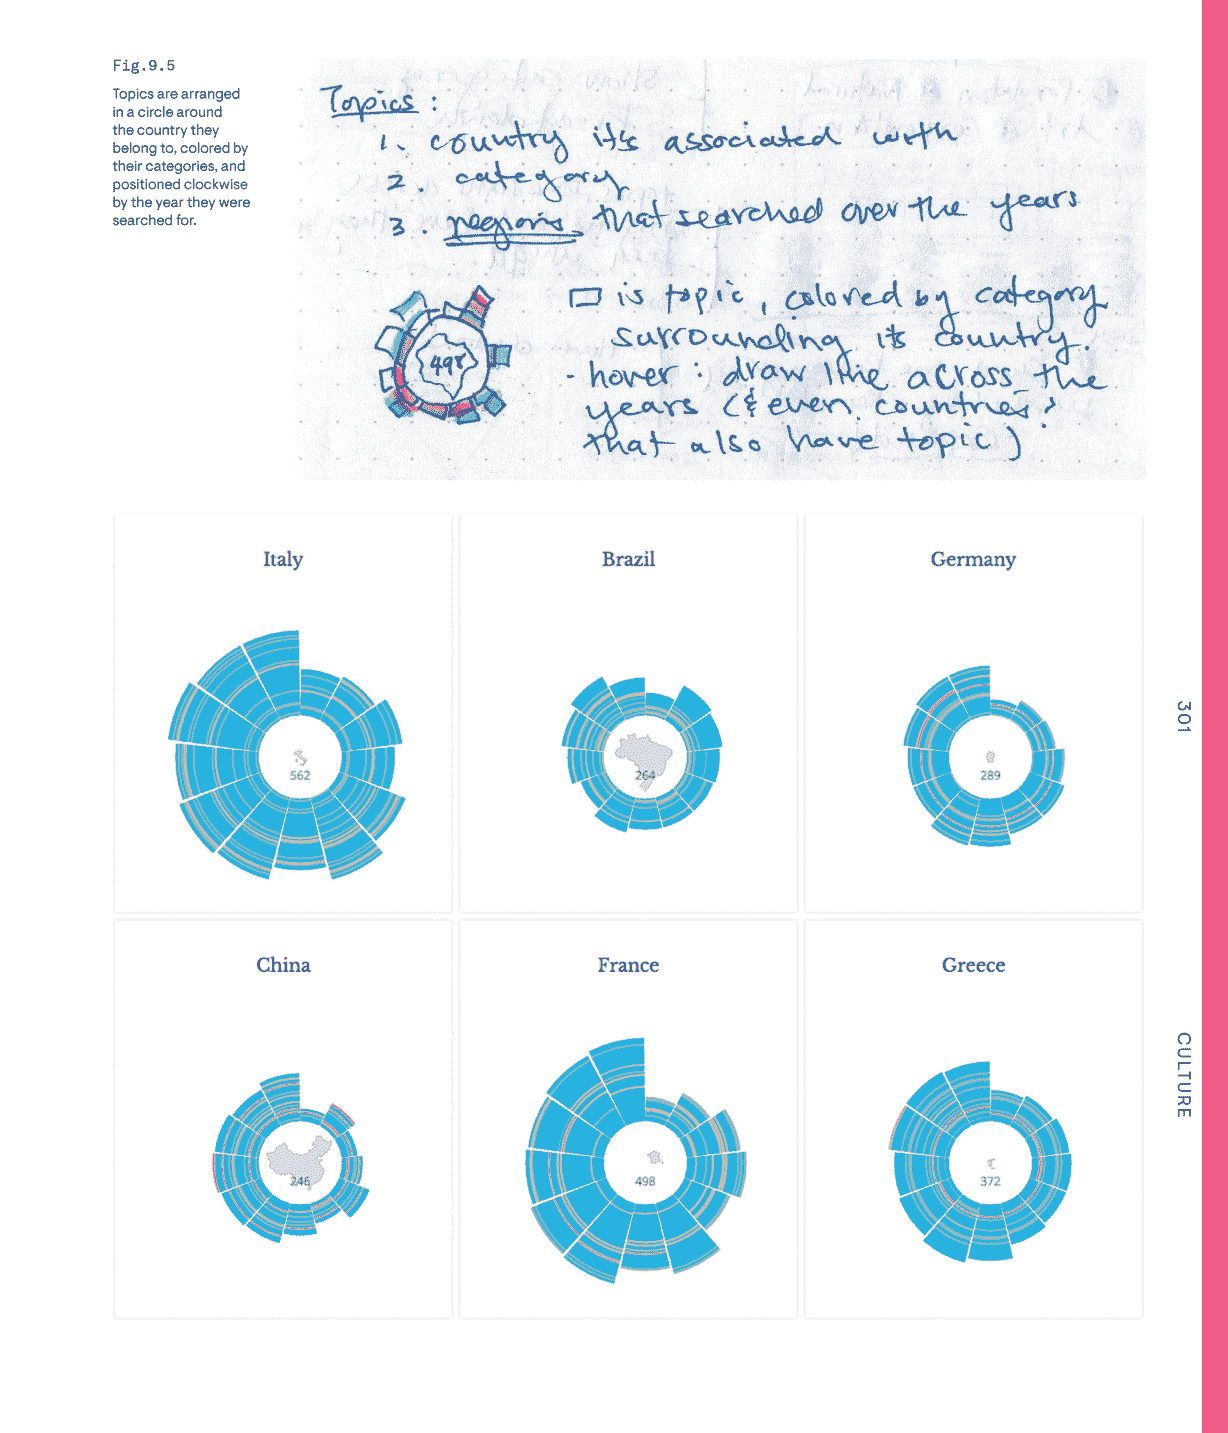 Fig.9.5
Topics are arranged
in a circle around
the country they
belong to, colored by
their categories, and
positioned clockwise
by the year they were
searched for.
Topics :
1. country it's associated with
2. category
3. regions that searched over the years
498
is topic, colored by category
surrounding its country.
- hover : draw line across the
years (& even countries
that also have topic)
Italy
562
Brazil
264
Germany
289
China
246
France
498
Greece
372
301
CULTURE